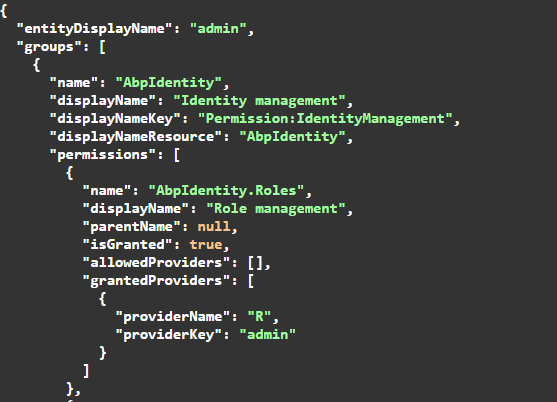 {
  "entityDisplayName": "admin",
  "groups": [
    {
      "name": "AbpIdentity",
      "displayName": "Identity management",
      "displayNameKey": "Permission:IdentityManagement",
      "displayNameResource": "AbpIdentity",
      "permissions": [
        {
          "name": "AbpIdentity.Roles",
          "displayName": "Role management",
          "parentName": null,
          "isGranted": true,
          "allowedProviders": [],
          "grantedProviders": [
            {
              "providerName": "R",
              "providerKey": "admin"
            }
          ]
        },